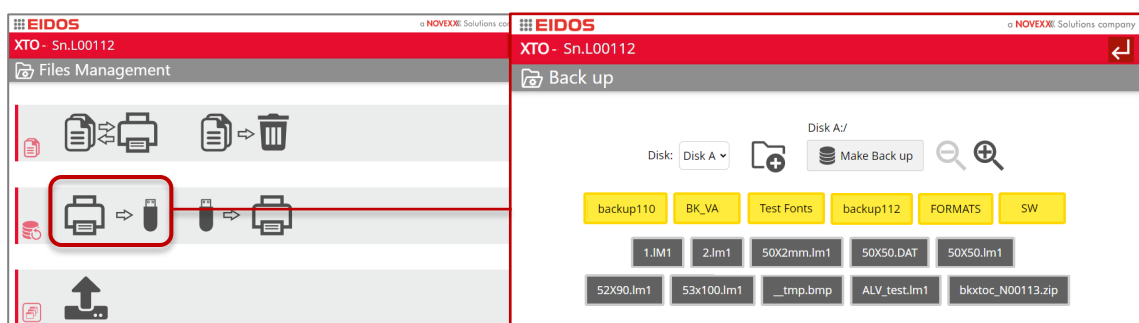 EIDOS
a NOVEXX Solutions com
XTO - Sn.L00112
Files Management
EIDOS
a NOVEXX Solutions company
XTO - Sn.L00112
Back up
Disk A:/
Disk: Disk A Make Back up
backup110 BK_VA Test Fonts backup112 FORMATS SW
1.IM1 2.lm1 50X2mm.lm1 50X50.DAT 50X50.lm1
52X90.lm1 53x100.lm1 __tmp.bmp ALV_test.lm1 bkxtoc_N00113.zip